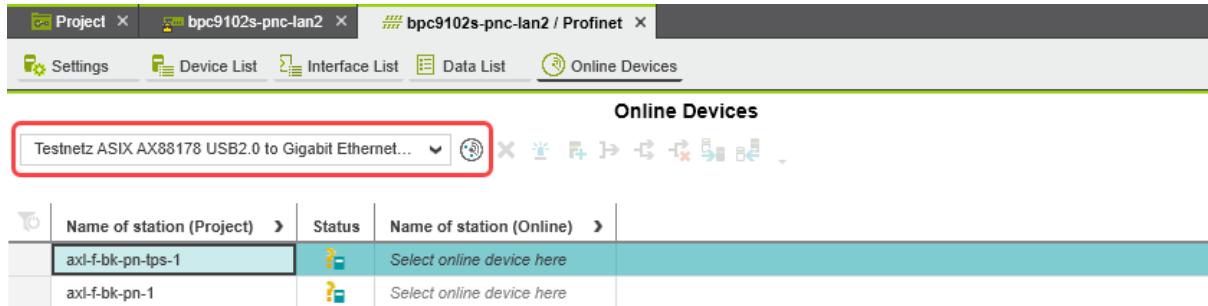 Project
bpc9102s-pnc-lan2
bpc9102s-pnc-lan2 / Profinet
Settings
Device List
Interface List
Data List
Online Devices
Online Devices
Testnetz ASIX AX88178 USB2.0 to Gigabit Ethernet...
Name of station (Project)
Status
Name of station (Online)
axl-f-bk-pn-tps-1
Select online device here
axl-f-bk-pn-1
Select online device here